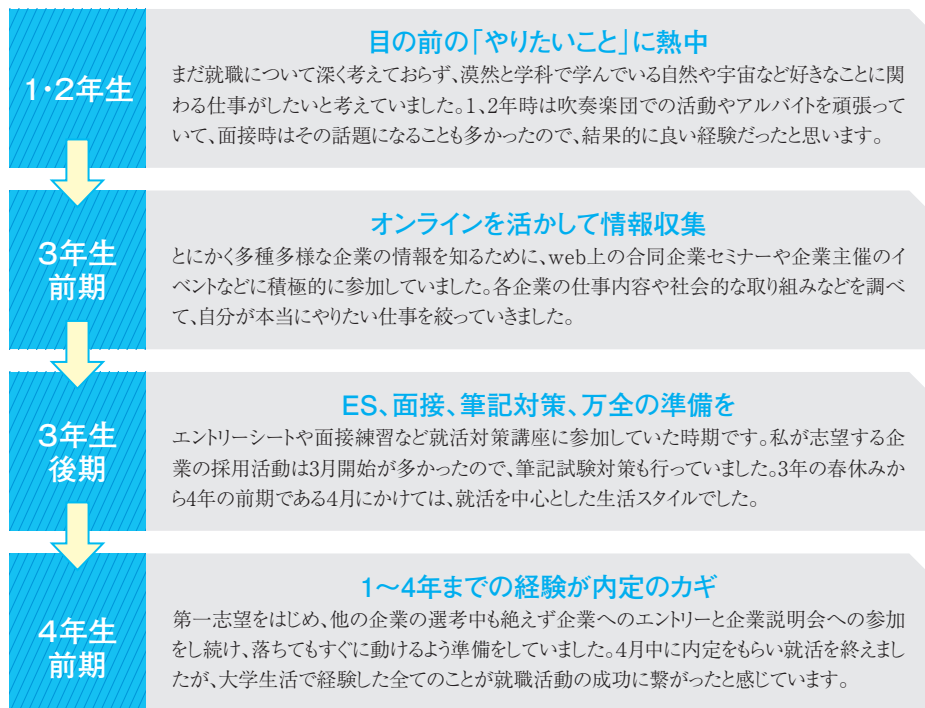 1・2年生
目の前の「やりたいこと」に熱中
まだ就職について深く考えておらず、漠然と学科で学んでいる自然や宇宙など好きなことに関
わる仕事がしたいと考えていました。1、2年時は吹奏楽団での活動やアルバイトを頑張って
いて、面接時はその話題になることも多かったので、結果的に良い経験だったと思います。
3年生
前期
オンラインを活かして情報収集
とにかく多種多様な企業の情報を知るために、web上の合同企業セミナーや企業主催のイ
ベントなどに積極的に参加していました。各企業の仕事内容や社会的な取り組みなどを調べ
て、自分が本当にやりたい仕事を絞っていきました。
3年生
後期
ES、面接、筆記対策、万全の準備を
エントリーシートや面接練習など就活対策講座に参加していた時期です。私が志望する企
業の採用活動は3月開始が多かったので、筆記試験対策も行っていました。3年の春休みか
ら4年の前期である4月にかけては、就活を中心とした生活スタイルでした。
4年生
前期
1〜4年までの経験が内定のカギ
第一志望をはじめ、他の企業の選考中も絶えず企業へのエントリーと企業説明会への参加
をし続け、落ちてもすぐに動けるよう準備をしていました。4月中に内定をもらい就活を終えまし
たが、大学生活で経験した全てのことが就職活動の成功に繋がったと感じています。